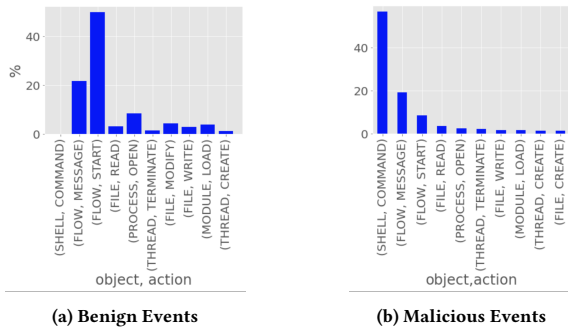 40
20
0
%
(SHELL, COMMAND)
(FLOW, MESSAGE)
(FLOW, START)
(FILE, READ)
(PROCESS, OPEN)
(THREAD, TERMINATE)
(FILE, MODIFY)
(FILE, WRITE)
(MODULE, LOAD)
(THREAD, CREATE)
object, action
(a) Benign Events
40
20
0
(SHELL, COMMAND)
(FLOW, MESSAGE)
(FLOW, START)
(FILE, READ)
(PROCESS, OPEN)
(THREAD, TERMINATE)
(FILE, WRITE)
(MODULE, LOAD)
(THREAD, CREATE)
(FILE, CREATE)
object,action
(b) Malicious Events